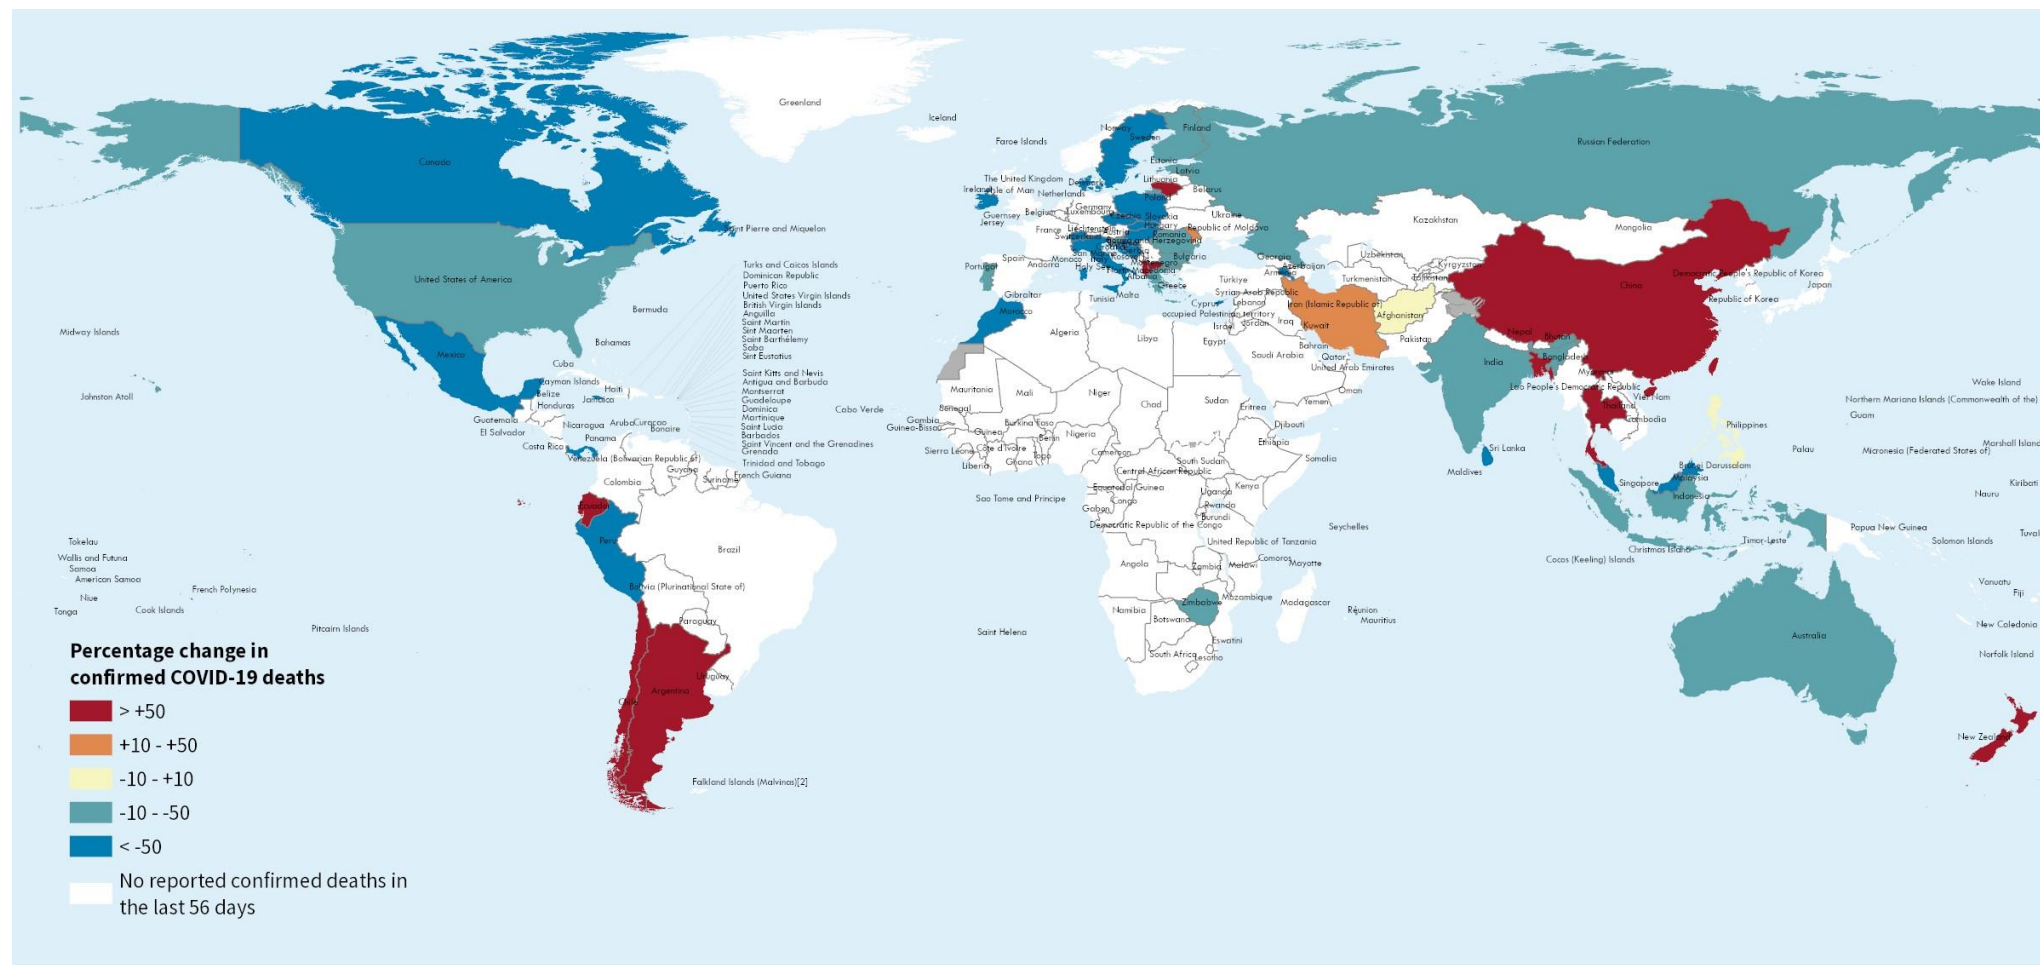 Greenland
Iceland
Faroe Islands
Norway
Sweden
Finland
Russian Federation
Canada
Estonia
Latvia
Lithuania
The United Kingdom
Denmark
Ireland
Isle of Man
Netherlands
Belarus
Poland
Germany
Guernsey
Jersey
Belgium
Luxembourg
Slovakia
Ukraine
Kazakhstan
Mongolia
Saint Pierre and Miquelon
France
Liechtenstein
Austria
Hungary
Republic of Moldova
Switzerland
Romania
Bosnia and Herzegovina
Spain
Andorra
Monaco
Bulgaria
Georgia
Uzbekistan
Kyrgyzstan
Portugal
Holy See
North Macedonia
Albania
Armenia
Azerbaijan
Turkmenistan
Democratic People's Republic of Korea
United States of America
Greece
Türkiye
China
Japan
Turks and Caicos Islands
Dominican Republic
Puerto Rico
United States Virgin Islands
British Virgin Islands
Anguilla
Saint Martin
Sint Maarten
Saint Barthélemy
Saba
Sint Eustatius
Saint Kitts and Nevis
Antigua and Barbuda
Montserrat
Guadeloupe
Dominica
Martinique
Saint Lucia
Barbados
Saint Vincent and the Grenadines
Grenada
Trinidad and Tobago
French Guiana
Gibraltar
Tunisia
Malta
Cyprus
Syrian Arab Republic
Lebanon
Iran (Islamic Republic of)
Republic of Korea
Bermuda
Morocco
occupied Palestinian territory
Israel
Jordan
Iraq
Kuwait
Afghanistan
Midway Islands
Algeria
Libya
Egypt
Pakistan
Nepal
Bhutan
Bahamas
Bahrain
Qatar
Saudi Arabia
United Arab Emirates
India
Bangladesh
Mexico
Cuba
Cayman Islands
Haiti
Jamaica
Belize
Honduras
Johnston Atoll
Mauritania
Mali
Niger
Chad
Sudan
Eritrea
Yemen
Oman
Myanmar
Lao People's Democratic Republic
Viet Nam
Wake Island
Northern Mariana Islands (Commonwealth of the)
Guam
Guatemala
El Salvador
Nicaragua
Aruba
Curacao
Bonaire
Cabo Verde
Senegal
Gambia
Guinea-Bissau
Guinea
Burkina Faso
Benin
Nigeria
Djibouti
Ethiopia
Thailand
Cambodia
Philippines
Costa Rica
Panama
Venezuela (Bolivarian Republic of)
Guyana
Suriname
Sierra Leone
Liberia
Côte d'Ivoire
Ghana
Togo
Cameroon
Central African Republic
South Sudan
Somalia
Sri Lanka
Maldives
Brunei Darussalam
Malaysia
Singapore
Palau
Micronesia (Federated States of)
Marshall Island
Colombia
Ecuador
Sao Tome and Principe
Equatorial Guinea
Gabon
Congo
Uganda
Kenya
Rwanda
Burundi
Democratic Republic of the Congo
Seychelles
Indonesia
Nauru
Kiribati
Peru
Brazil
United Republic of Tanzania
Papua New Guinea
Solomon Islands
Tuval
Tokelau
Wallis and Futuna
Samoa
American Samoa
Niue
Tonga
Cook Islands
French Polynesia
Pitcairn Islands
Bolivia (Plurinational State of)
Angola
Zambia
Malawi
Comoros
Mayotte
Cocos (Keeling) Islands
Christmas Island
Timor-Leste
Vanuatu
Fiji
Paraguay
Saint Helena
Namibia
Botswana
Zimbabwe
Mozambique
Madagascar
Réunion
Mauritius
New Caledonia
Norfolk Island
Australia
South Africa
Lesotho
Eswatini
Uruguay
Argentina
Chile
New Zealand
Falkland Islands (Malvinas)[2]
Percentage change in
confirmed COVID-19 deaths
> +50
+10 - +50
-10 - +10
-10 - -50
< -50
No reported confirmed deaths in
the last 56 days